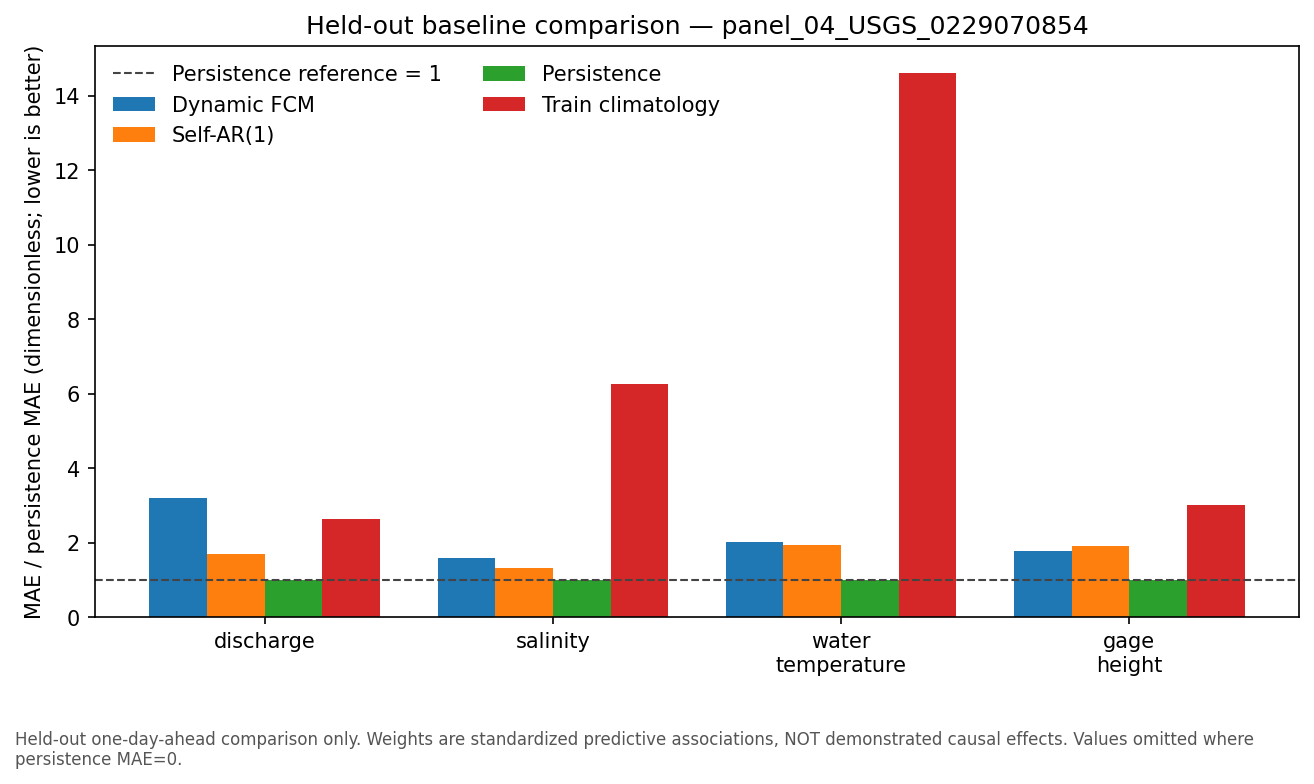 Held-out baseline comparison — panel_04_USGS_0229070854
MAE / persistence MAE (dimensionless; lower is better)
Persistence reference = 1
Dynamic FCM
Self-AR(1)
Persistence
Train climatology
14
12
10
8
6
4
2
0
discharge
salinity
water
temperature
gage
height
Held-out one-day-ahead comparison only. Weights are standardized predictive associations, NOT demonstrated causal effects. Values omitted where
persistence MAE=0.